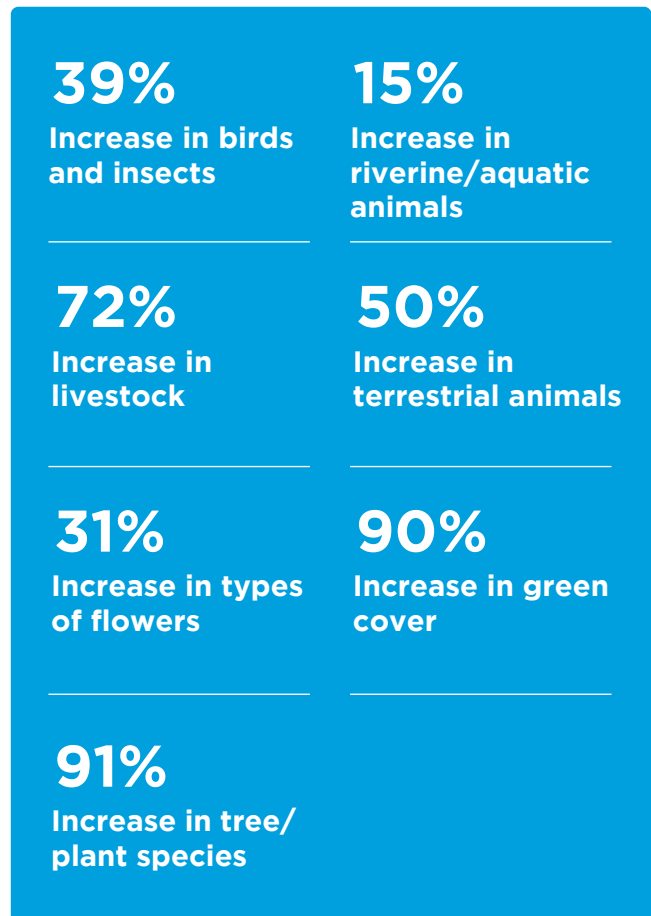 39%
Increase in birds
and insects
15%
Increase in
riverine/aquatic
animals
72%
Increase in
livestock
50%
Increase in
terrestrial animals
31%
Increase in types
of flowers
90%
Increase in green
cover
91%
Increase in tree/
plant species